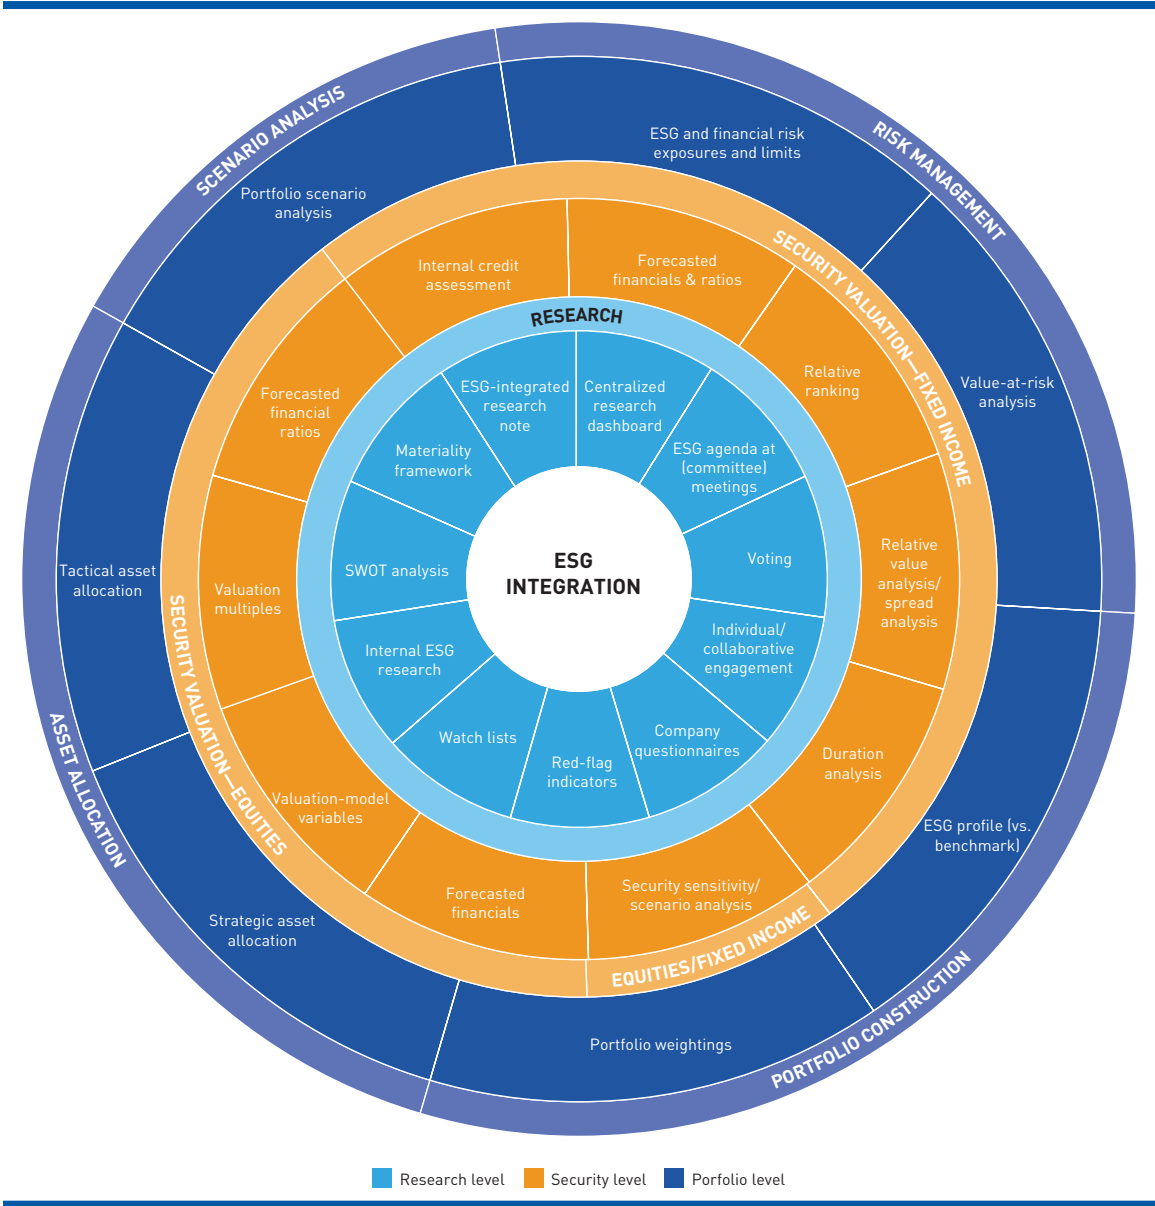 SCENARIO ANALYSIS
RISK MANAGEMENT
PORTFOLIO CONSTRUCTION
ASSET ALLOCATION
Portfolio scenario
analysis
ESG and financial risk
exposures and limits
Value-at-risk
analysis
ESG profile (vs.
benchmark)
Portfolio weightings
Strategic asset
allocation
Tactical asset
allocation
SECURITY VALUATION—FIXED INCOME
EQUITIES/FIXED INCOME
SECURITY VALUATION—EQUITIES
Internal credit
assessment
Forecasted
financials & ratios
Relative
ranking
Relative
value
analysis/
spread
analysis
Duration
analysis
Security sensitivity/
scenario analysis
Forecasted
financials
Valuation-model
variables
Valuation
multiples
Forecasted
financial
ratios
RESEARCH
ESG-integrated
research
note
Centralized
research
dashboard
ESG agenda at
(committee)
meetings
Voting
Individual/
collaborative
engagement
Company
questionnaires
Red-flag
indicators
Watch lists
Internal ESG
research
SWOT analysis
Materiality
framework
ESG
INTEGRATION
Research level
Security level
Porfolio level